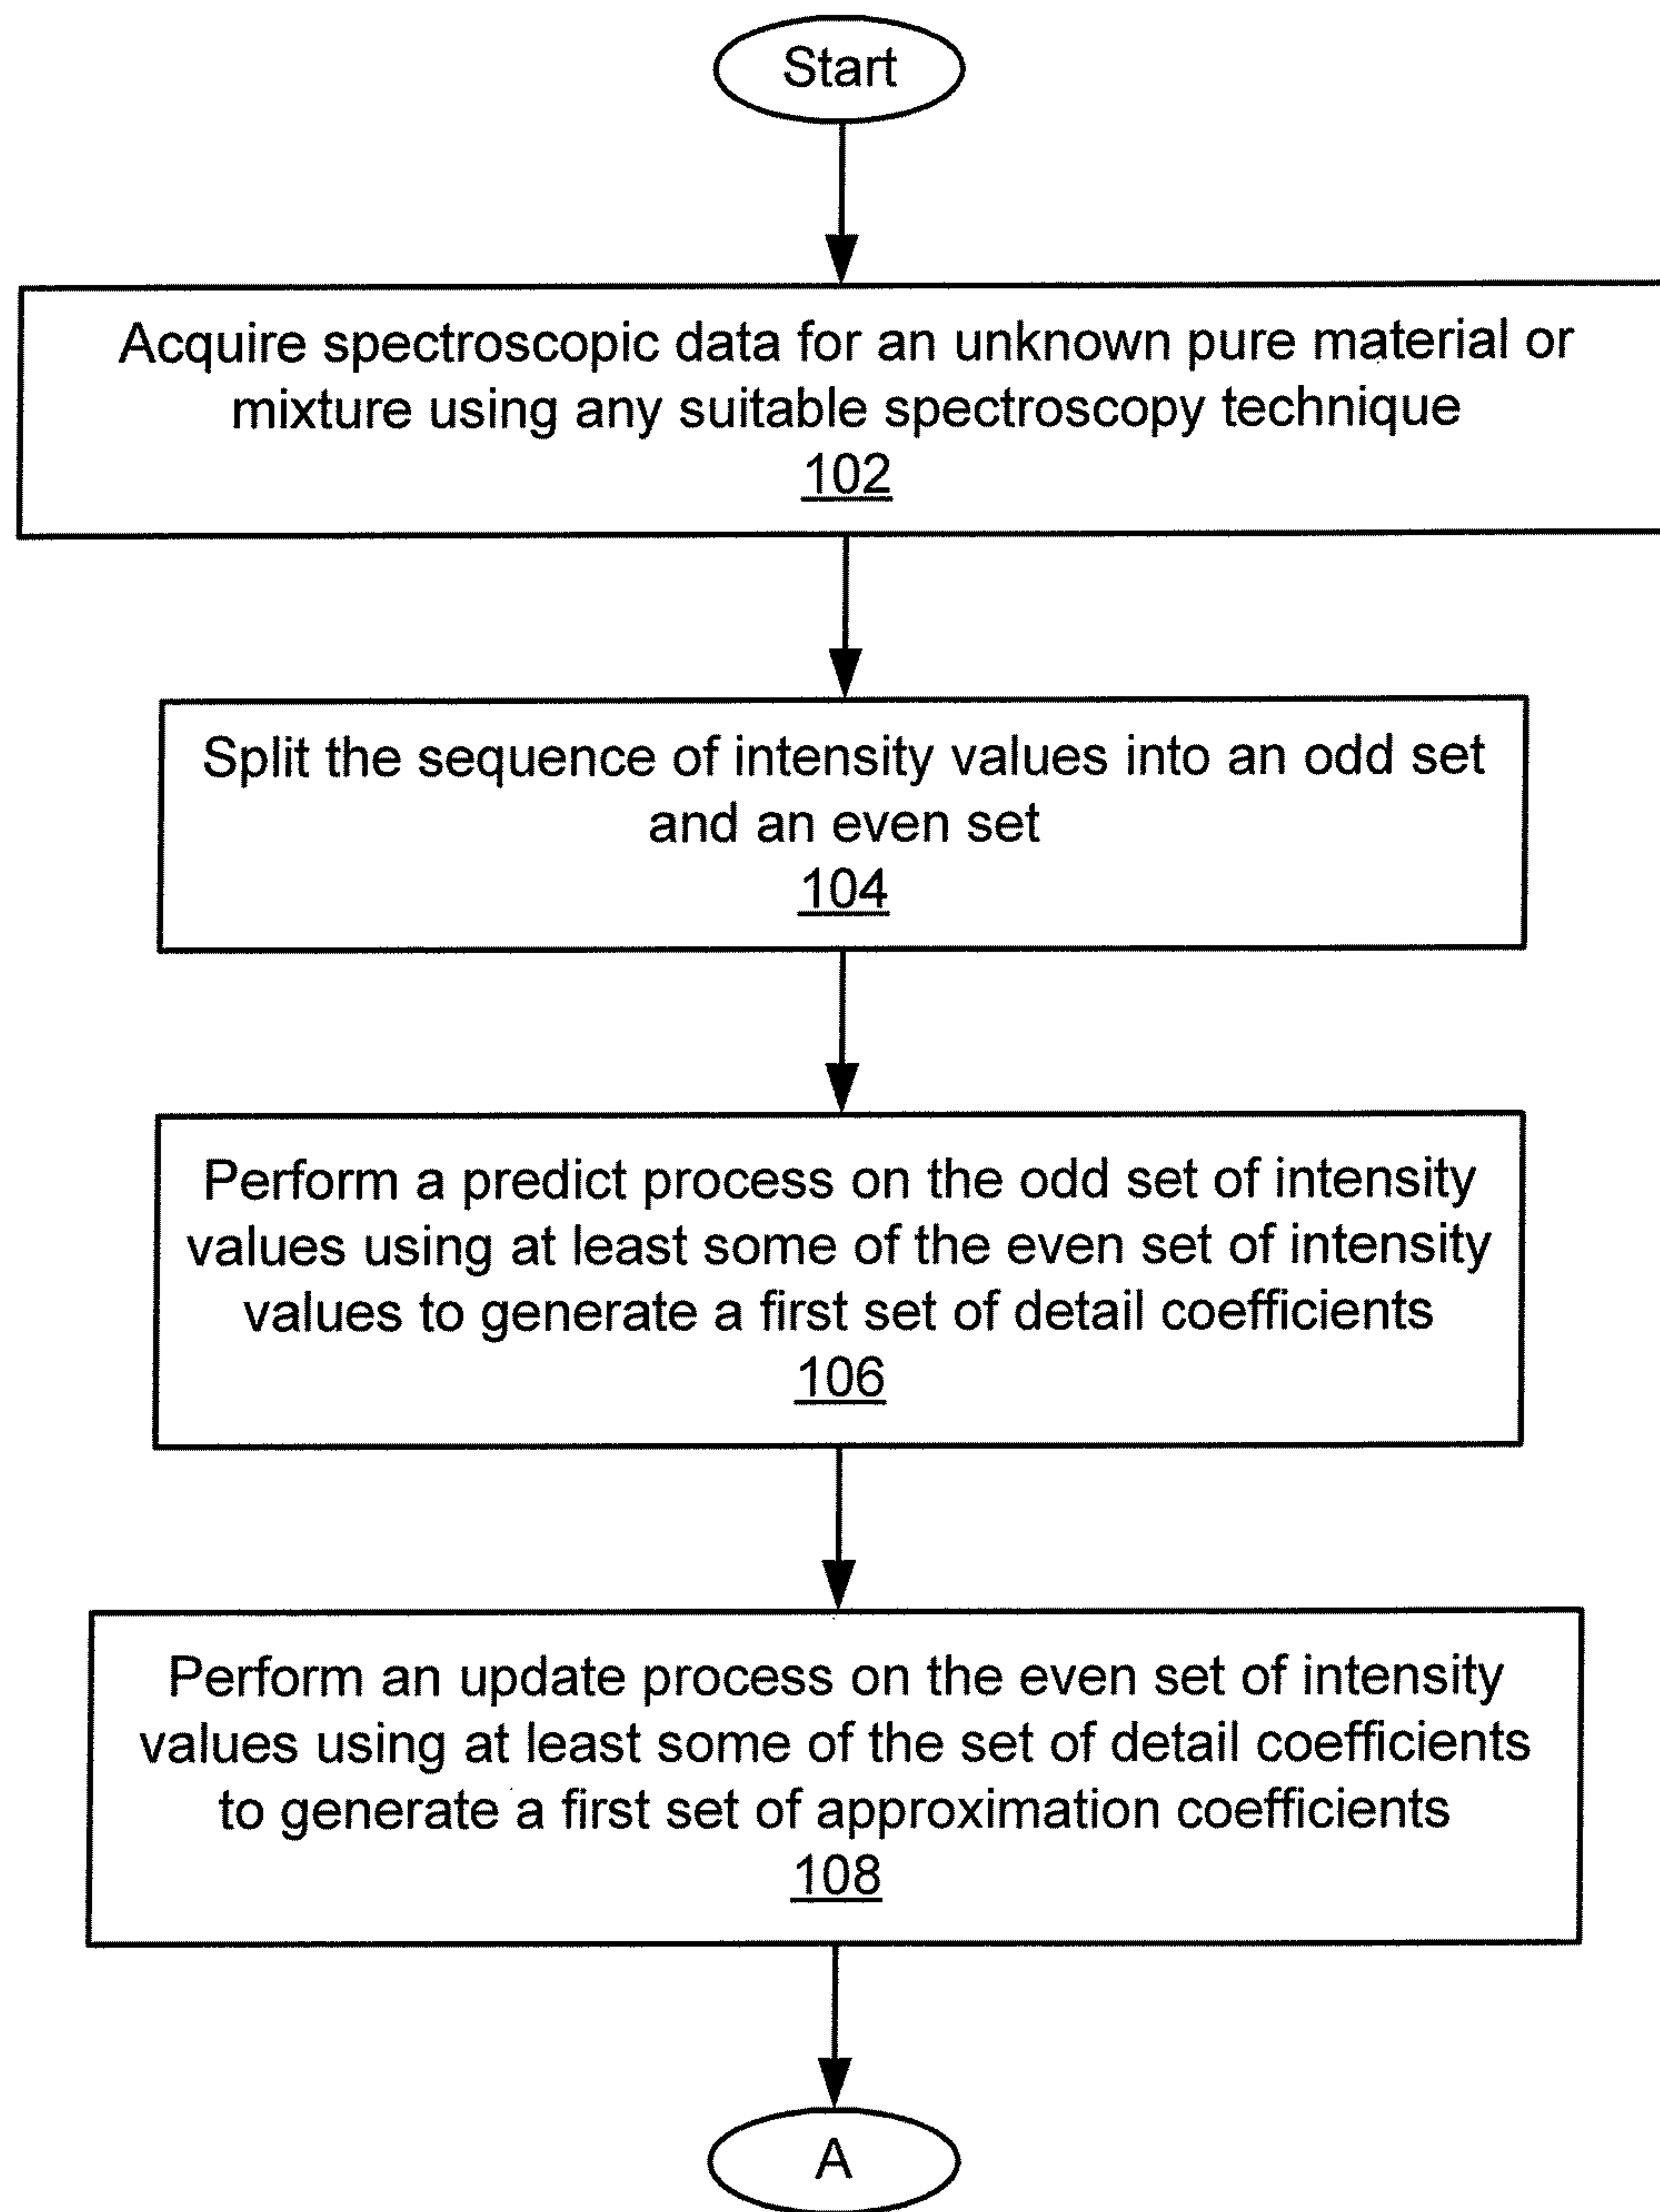 Start
Acquire spectroscopic data for an unknown pure material or
mixture using any suitable spectroscopy technique
102
Split the sequence of intensity values into an odd set
and an even set
104
Perform a predict process on the odd set of intensity
values using at least some of the even set of intensity
values to generate a first set of detail coefficients
106
Perform an update process on the even set of intensity
values using at least some of the set of detail coefficients
to generate a first set of approximation coefficients
108
A